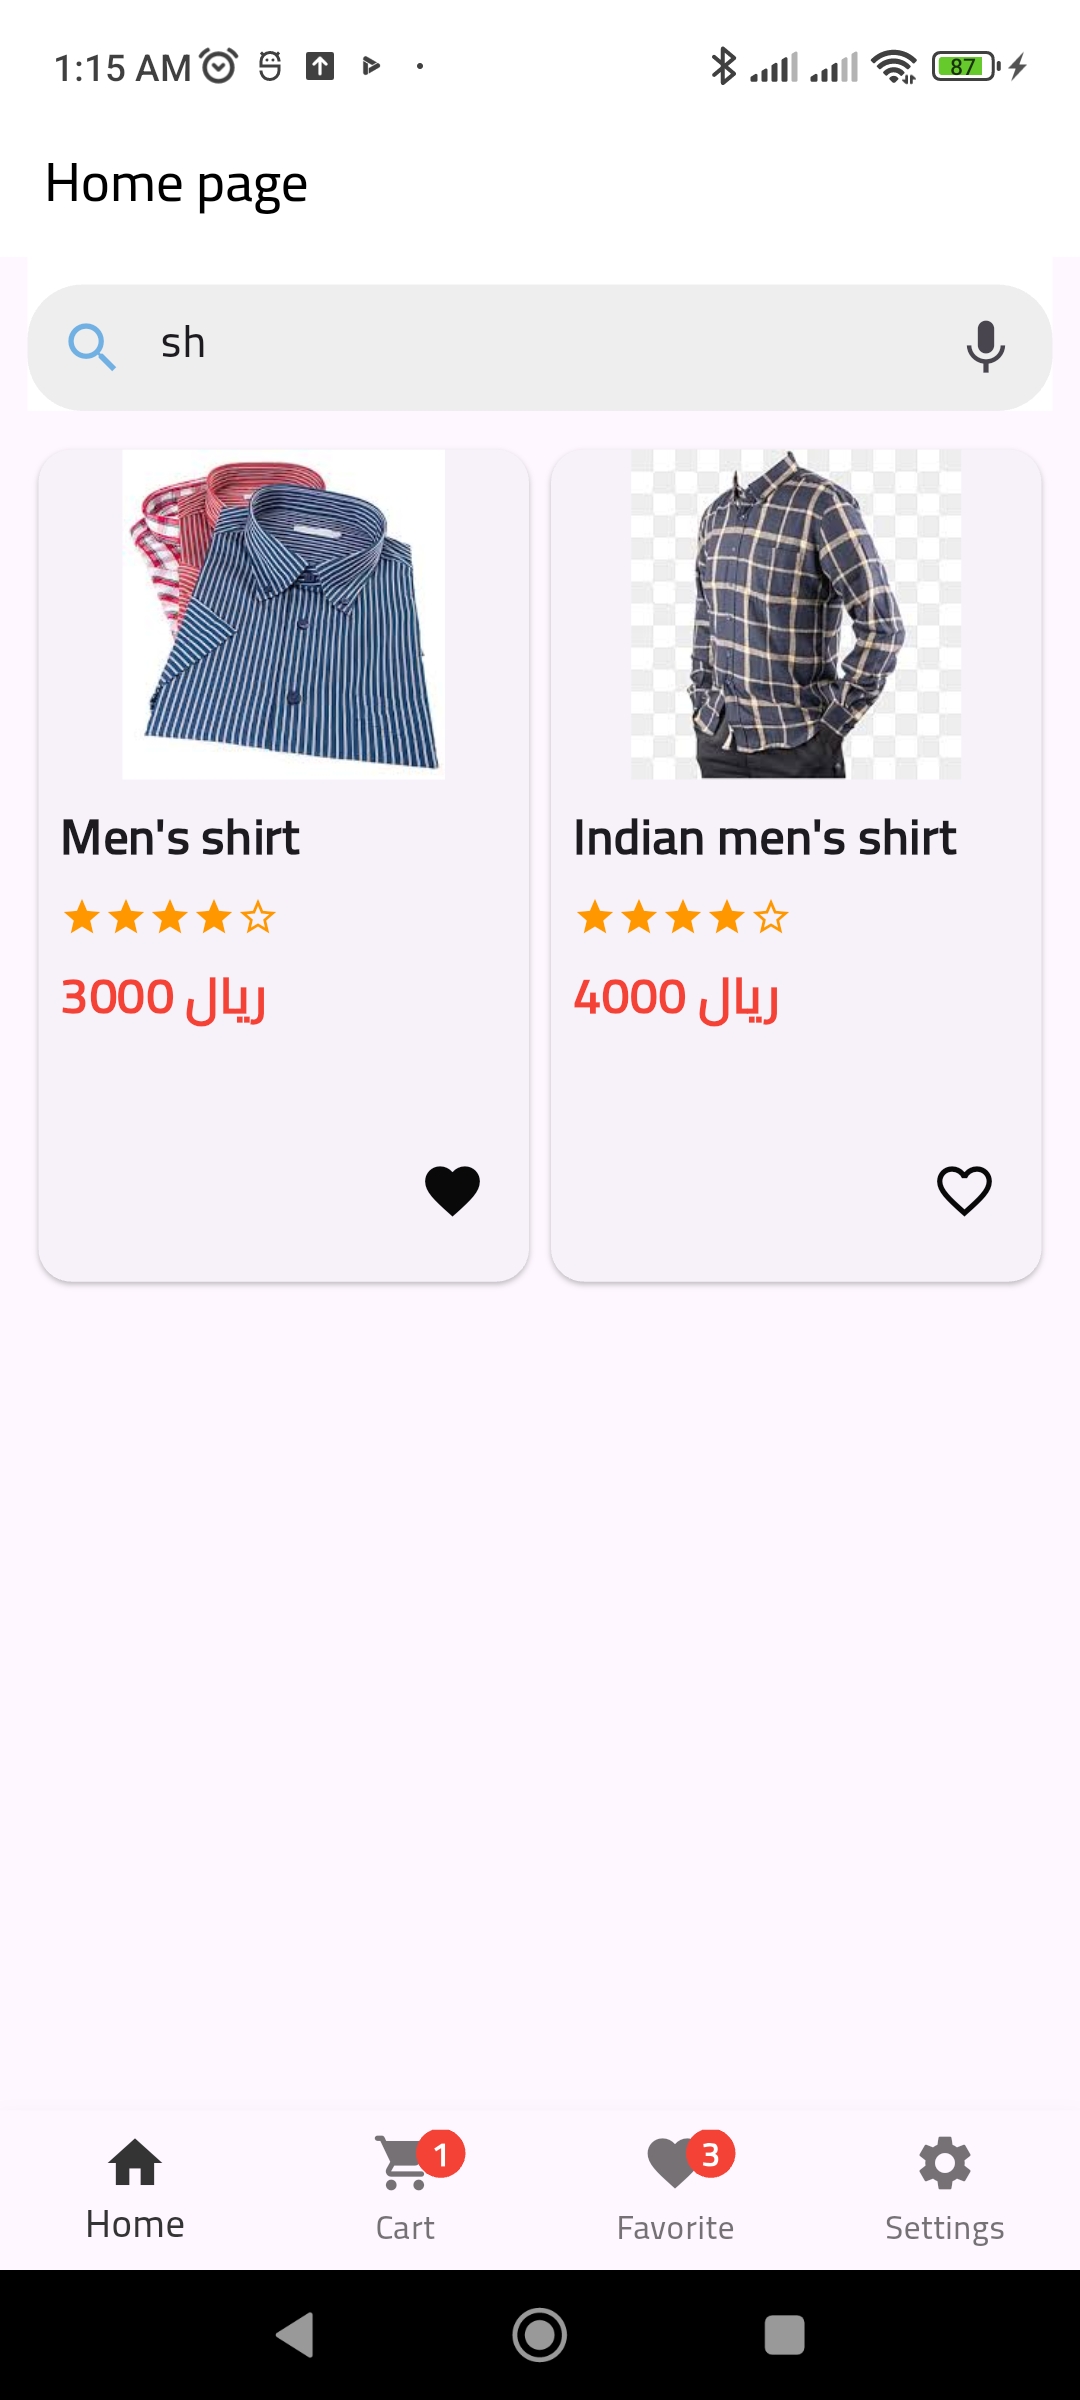 1:15 AM
87
Home page
sh
Men's shirt
Indian men's shirt
3000 ريال
4000 ريال
1
3
Home
Cart
Favorite
Settings